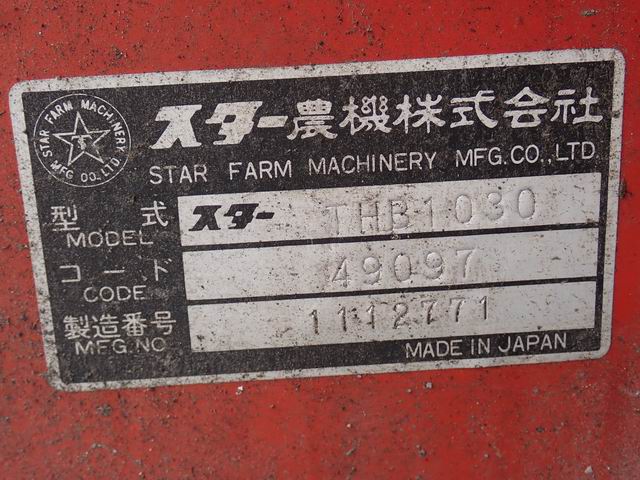 STAR FARM MACHINERY
MFG CO., LTD.
スター農機株式会社
STAR FARM MACHINERY MFG.CO.,LTD.
型式 スター THB1030
MODEL
コード 49097
CODE
製造番号 1112771
MFG.NO
MADE IN JAPAN